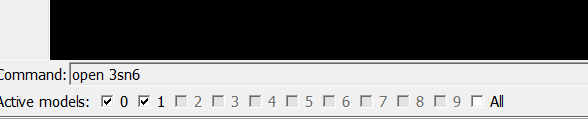 Command: open 3sn6
Active models: 0 1 2 3 4 5 6 7 8 9 All